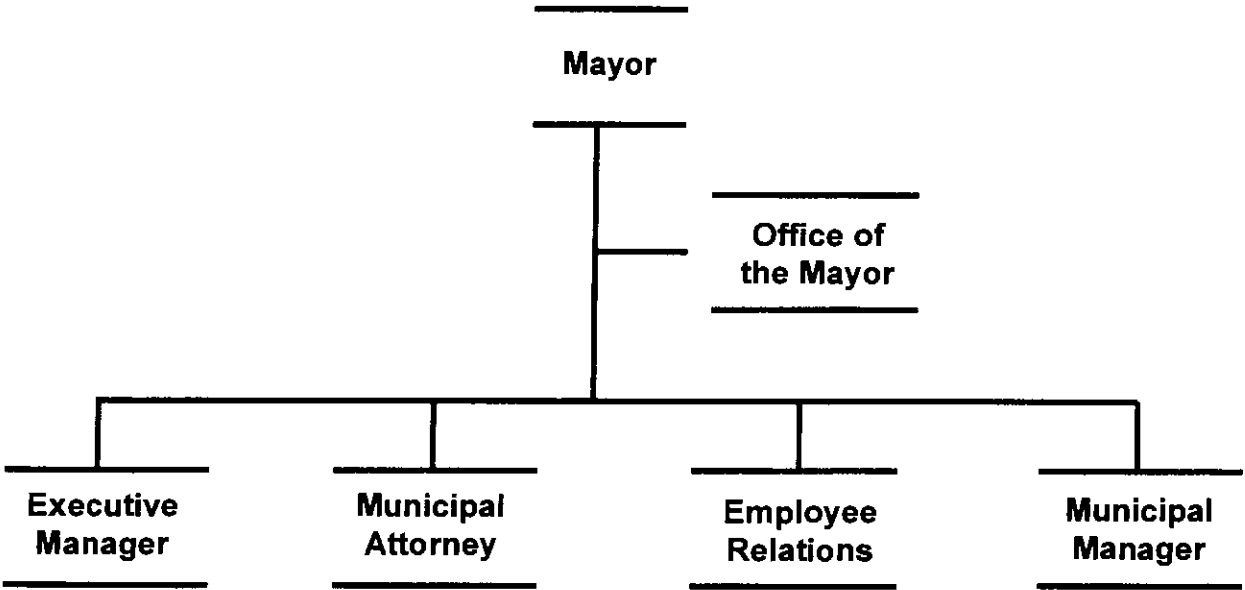 Mayor
Office of
the Mayor
Executive
Manager
Municipal
Attorney
Employee
Relations
Municipal
Manager